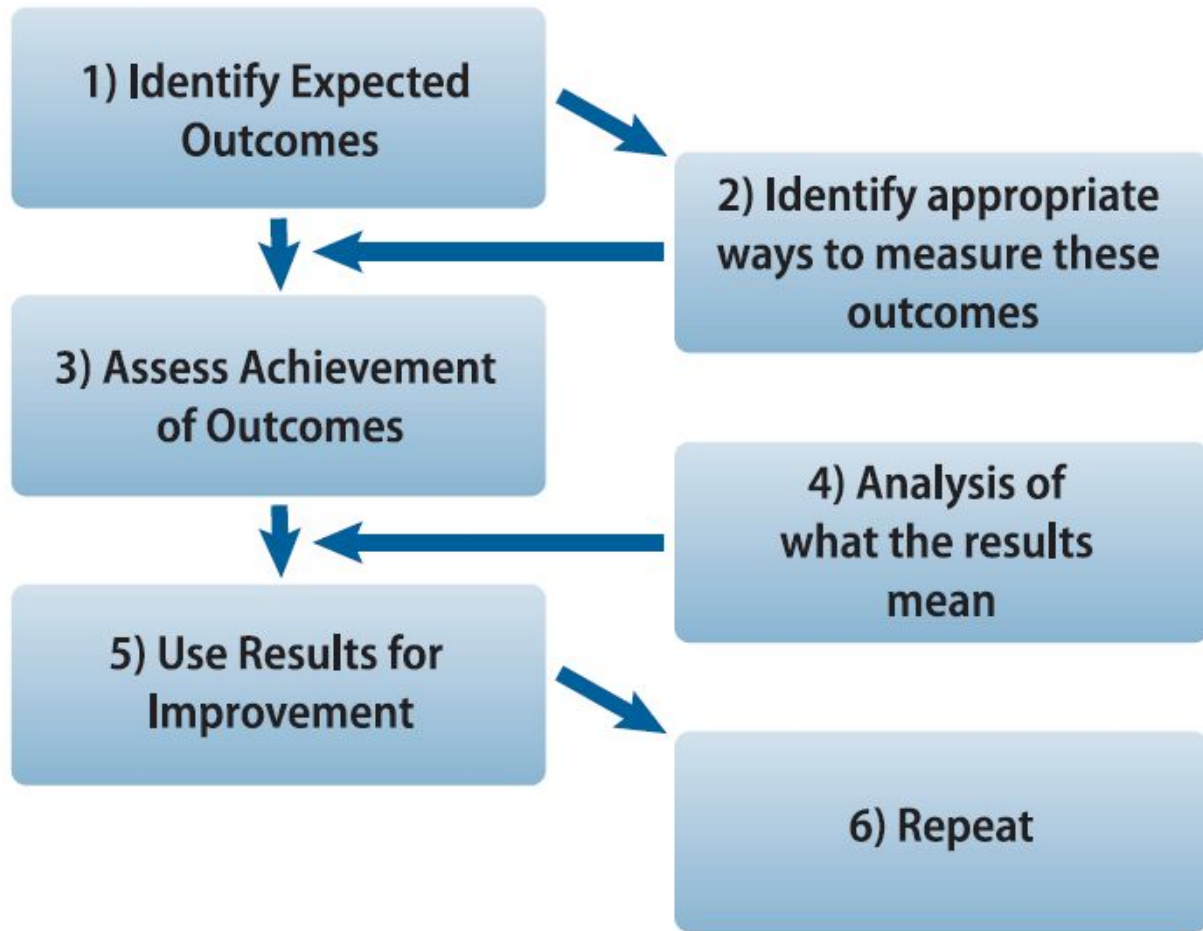 1) Identify Expected
Outcomes
2) Identify appropriate
ways to measure these
outcomes
3) Assess Achievement
of Outcomes
4) Analysis of
what the results
mean
5) Use Results for
Improvement
6) Repeat